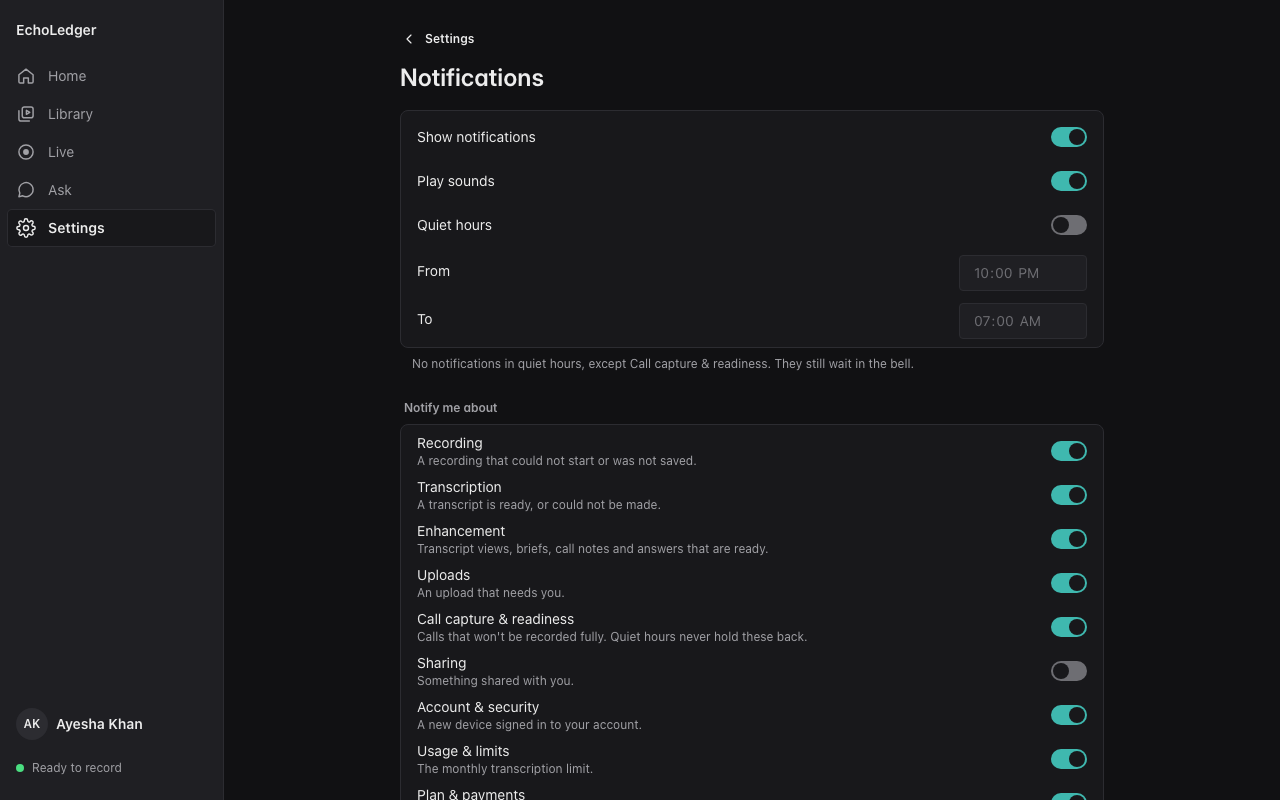 EchoLedger
Home
Library
Live
Ask
Settings
AK
Ayesha Khan
Ready to record
Settings
Notifications
Show notifications
Play sounds
Quiet hours
From
10:00 PM
To
07:00 AM
No notifications in quiet hours, except Call capture & readiness. They still wait in the bell.
Notify me about
Recording
A recording that could not start or was not saved.
Transcription
A transcript is ready, or could not be made.
Enhancement
Transcript views, briefs, call notes and answers that are ready.
Uploads
An upload that needs you.
Call capture & readiness
Calls that won't be recorded fully. Quiet hours never hold these back.
Sharing
Something shared with you.
Account & security
A new device signed in to your account.
Usage & limits
The monthly transcription limit.
Plan & payments